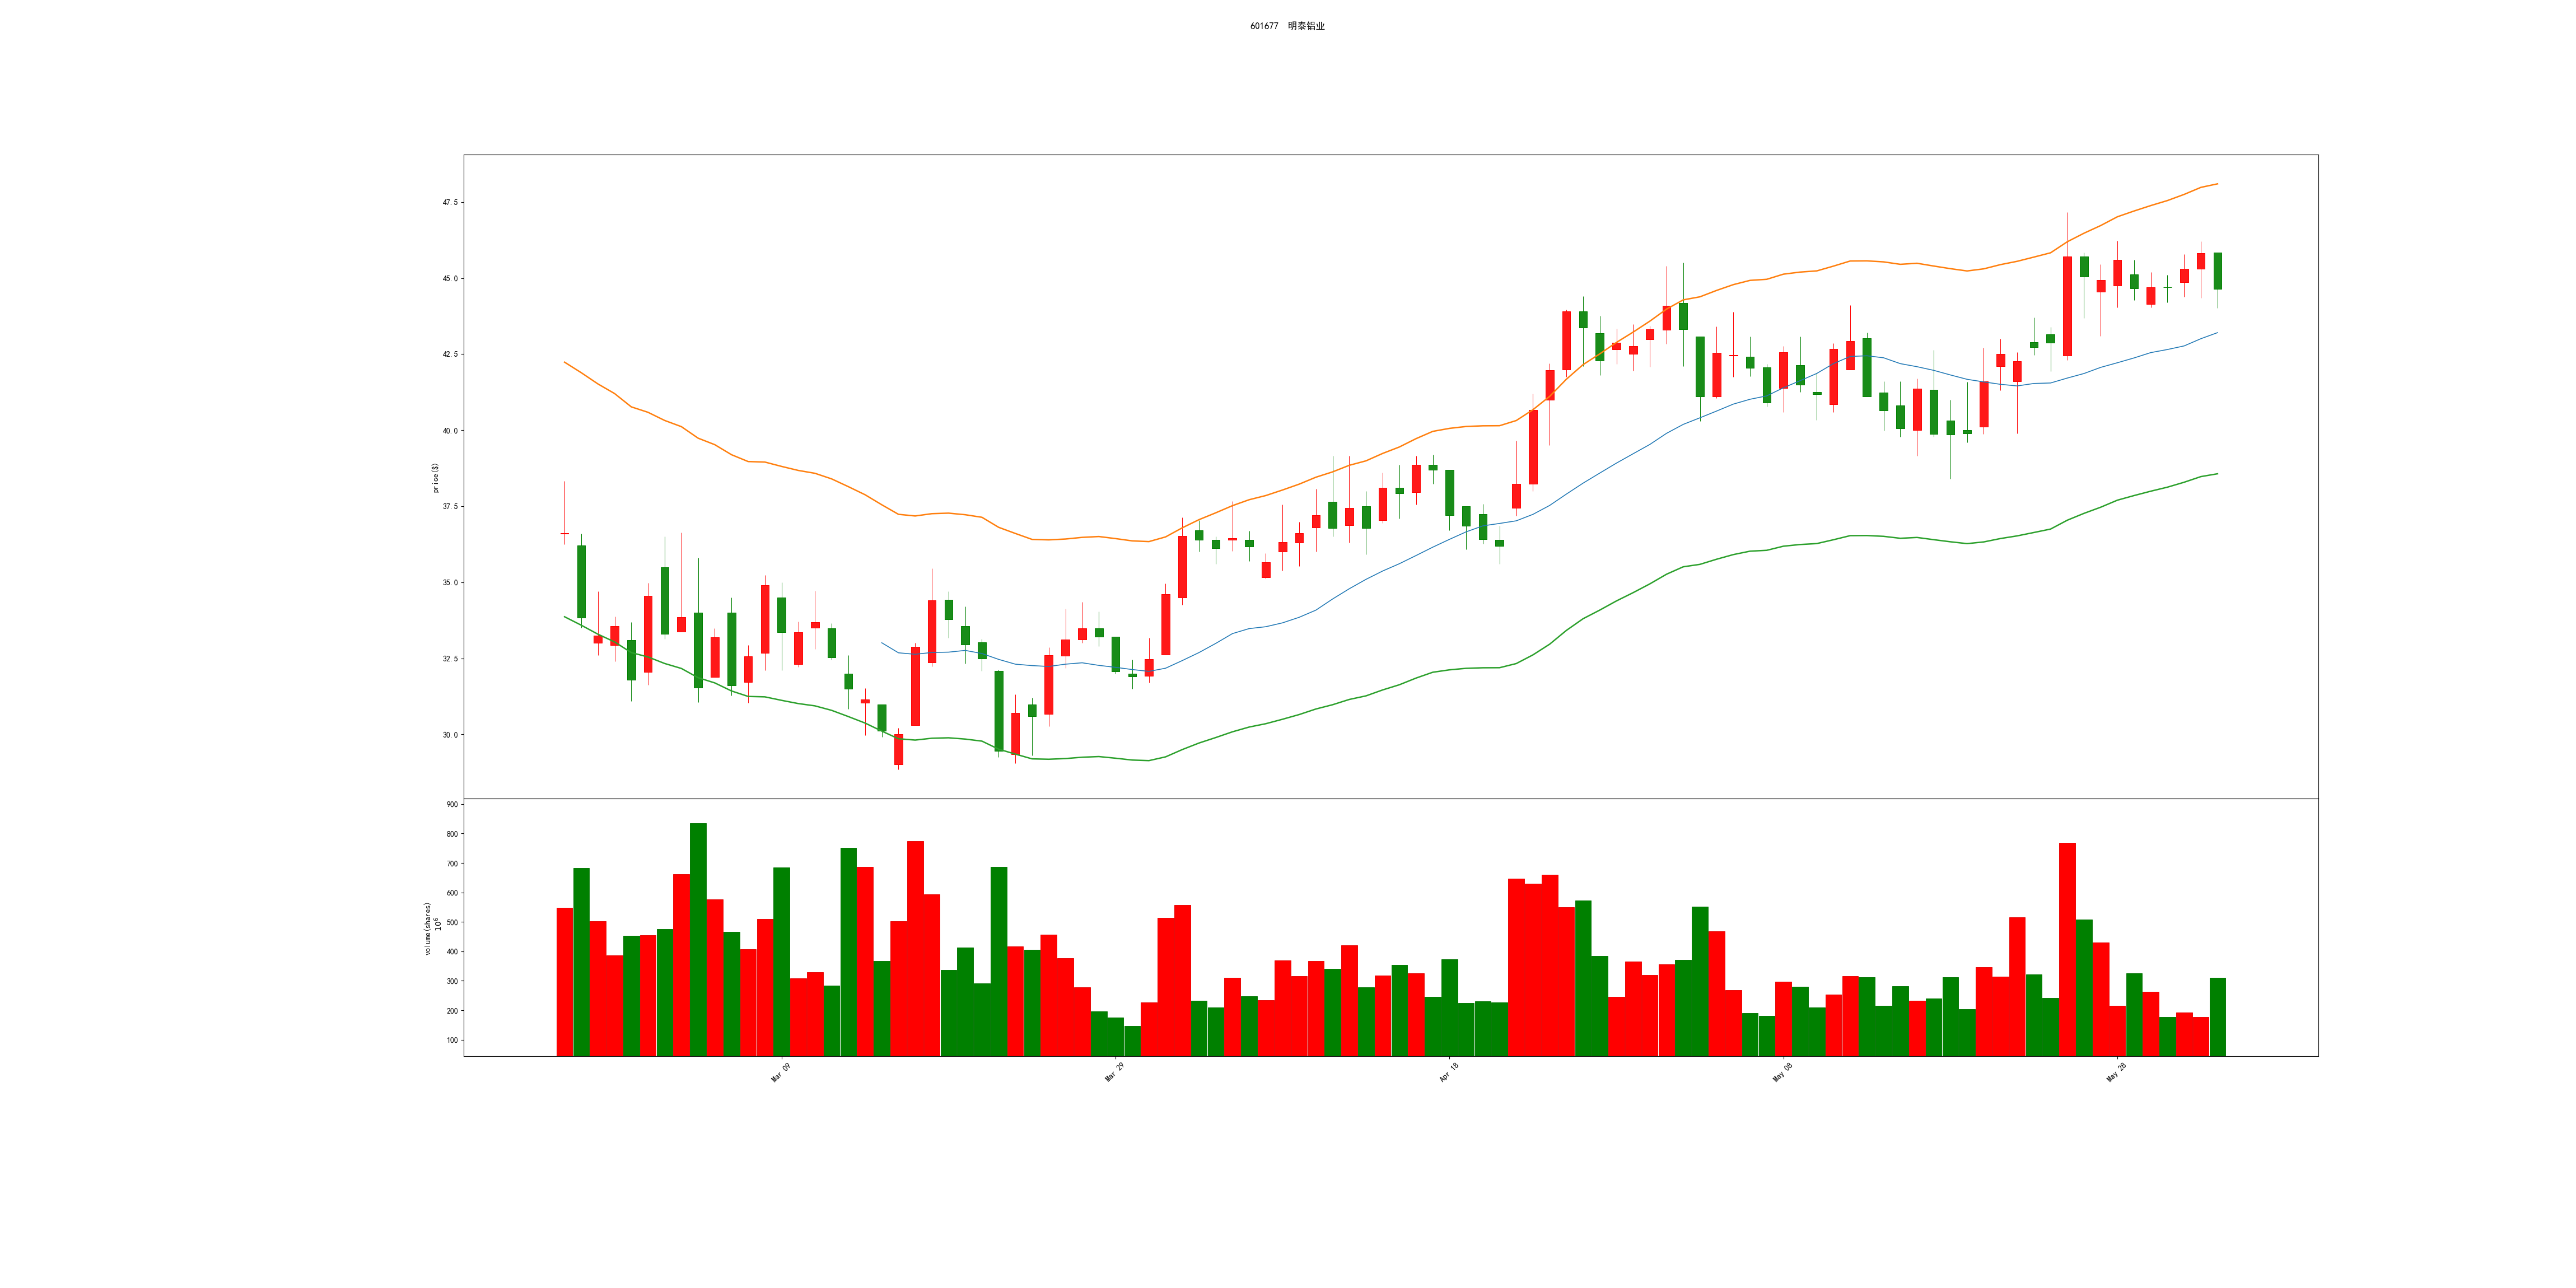 601677 明泰铝业
47.5
45.0
42.5
40.0
37.5
35.0
32.5
30.0
price($)
900
800
700
600
500
400
300
200
100
volume(shares)
10^6
Mar 09
Mar 29
Apr 18
May 08
May 28